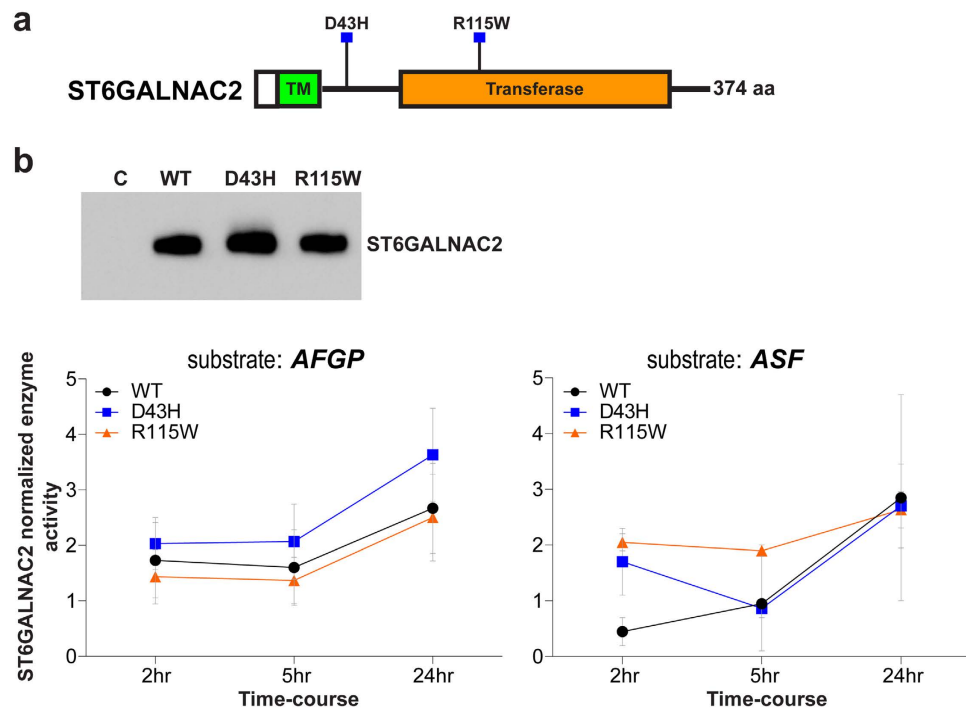 a
D43H R115W
ST6GALNAC2 TM Transferase 374 aa
b
C WT D43H R115W
ST6GALNAC2
ST6GALNAC2 normalized enzyme
activity
substrate: AFGP
5
4
3
2
1
0
WT
D43H
R115W
2hr 5hr 24hr
Time-course
substrate: ASF
5
4
3
2
1
0
WT
D43H
R115W
2hr 5hr 24hr
Time-course